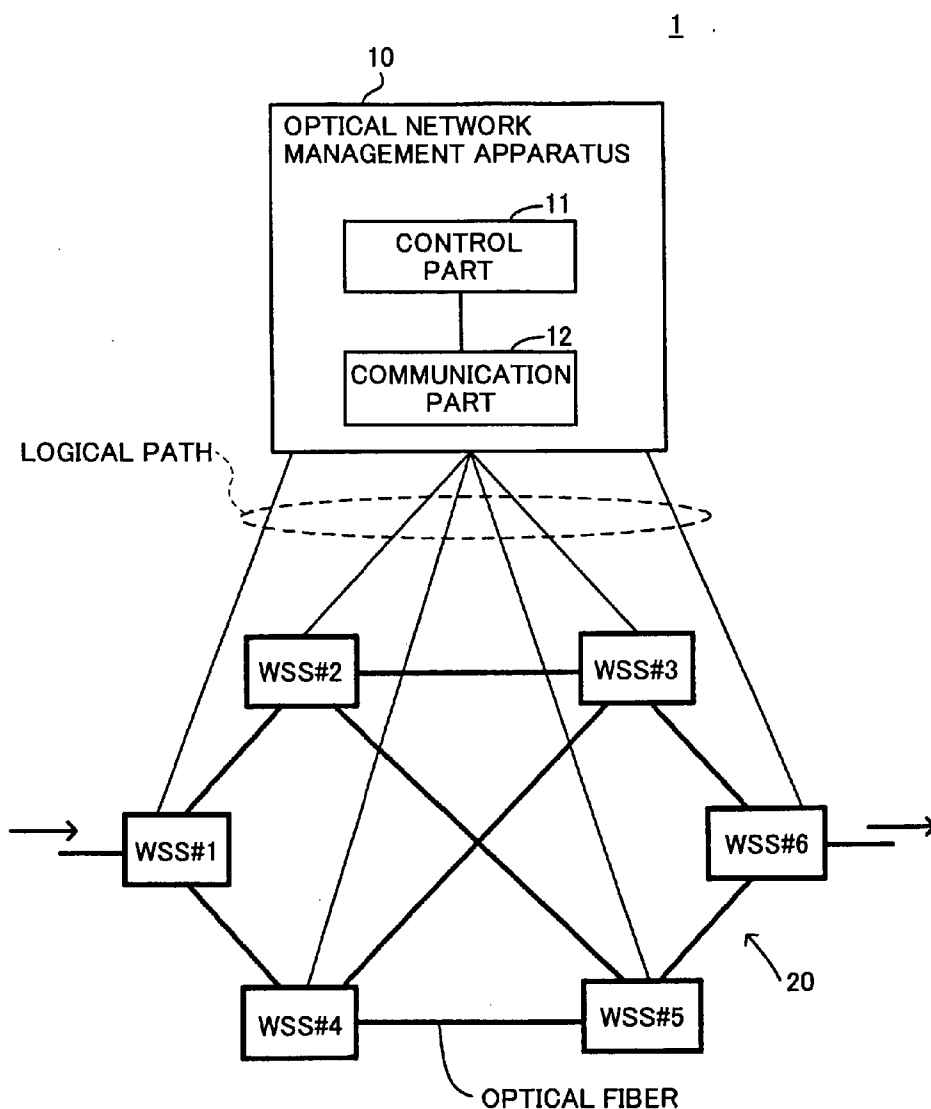 1
10
OPTICAL NETWORK
MANAGEMENT APPARATUS
11
CONTROL
PART
12
COMMUNICATION
PART
LOGICAL PATH
WSS#2
WSS#3
WSS#1
WSS#6
WSS#4
WSS#5
20
OPTICAL FIBER